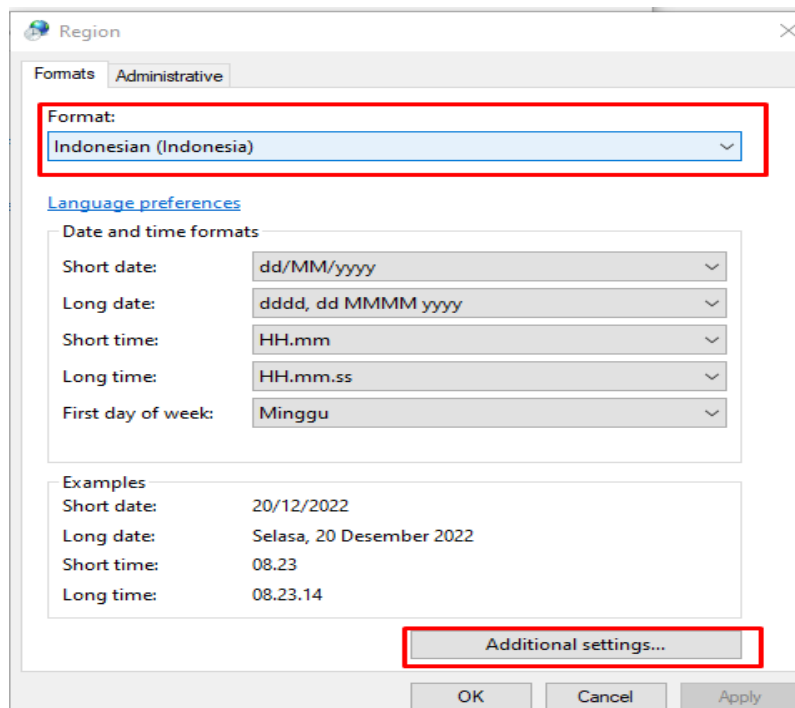 Region
Formats Administrative
Format:
Indonesian (Indonesia)
Language preferences
Date and time formats
Short date: dd/MM/yyyy
Long date: dddd, dd MMMM yyyy
Short time: HH.mm
Long time: HH.mm.ss
First day of week: Minggu
Examples
Short date: 20/12/2022
Long date: Selasa, 20 Desember 2022
Short time: 08.23
Long time: 08.23.14
Additional settings...
OK Cancel Apply